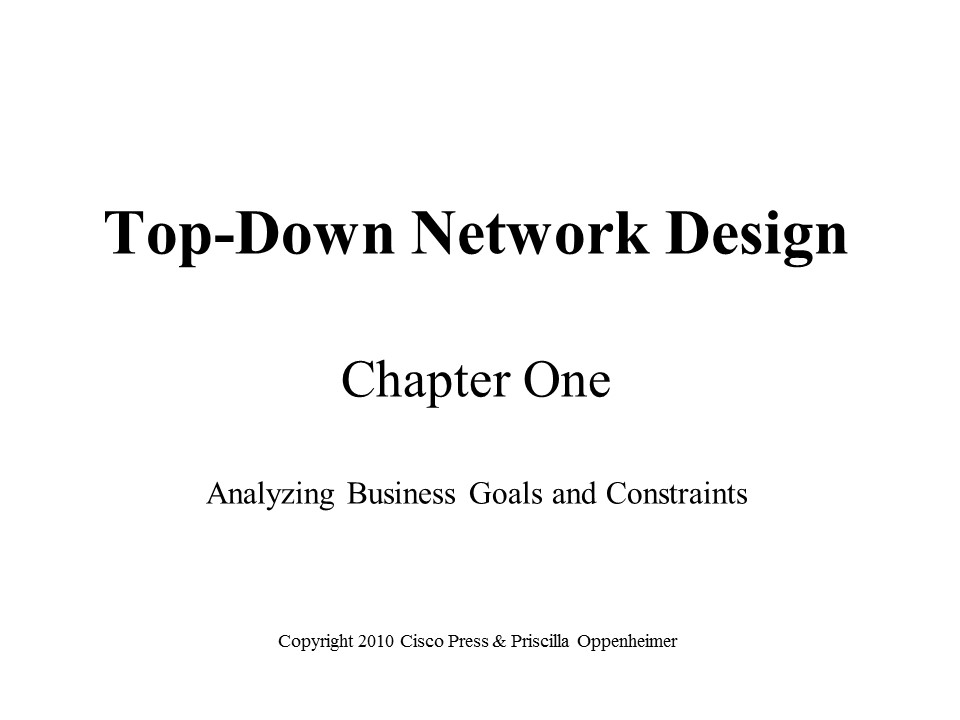 Top-Down Network Design
Chapter One
Analyzing Business Goals and Constraints
Copyright 2010 Cisco Press & Priscilla Oppenheimer